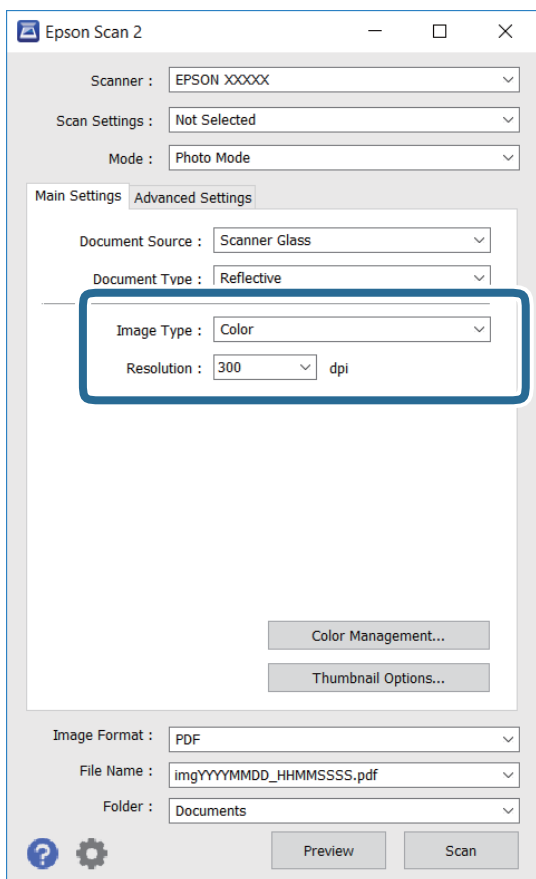 Epson Scan 2
Scanner : EPSON XXXXX
Scan Settings : Not Selected
Mode : Photo Mode
Main Settings Advanced Settings
Document Source : Scanner Glass
Document Type : Reflective
Image Type : Color
Resolution : 300 dpi
Color Management...
Thumbnail Options...
Image Format : PDF
File Name : imgYYYYMMDD_HHMMSSSS.pdf
Folder : Documents
? Preview Scan